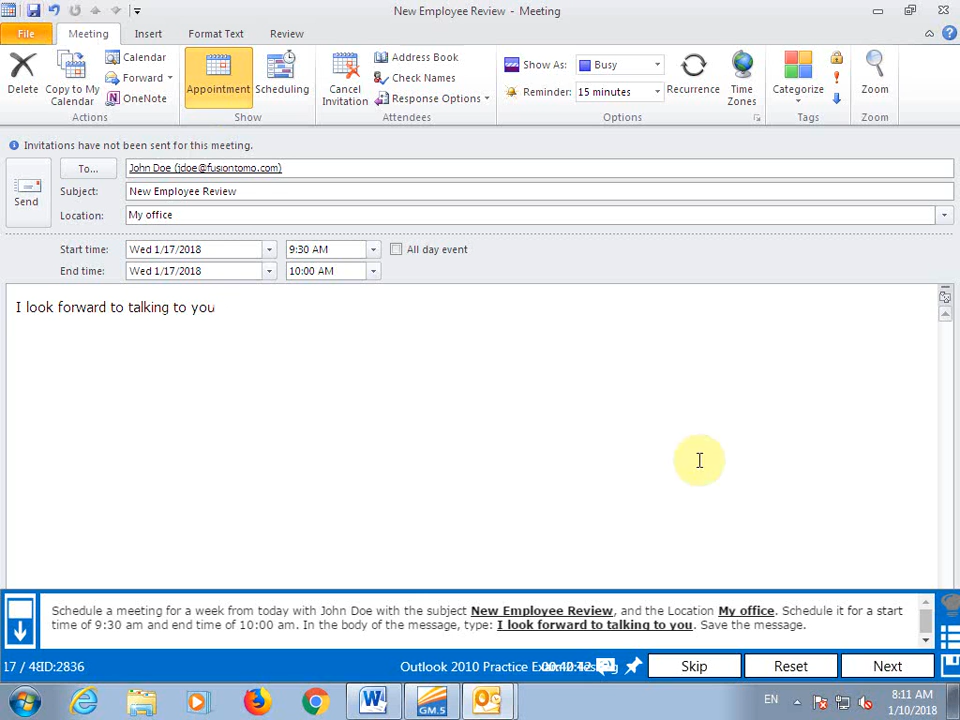 New Employee Review - Meeting
File Meeting Insert Format Text Review
Delete
Copy to My Calendar
Calendar
Forward
OneNote
Actions
Appointment
Scheduling
Show
Cancel Invitation
Address Book
Check Names
Response Options
Attendees
Show As: Busy
Reminder: 15 minutes
Recurrence
Time Zones
Options
Categorize
Tags
Zoom
Zoom
Invitations have not been sent for this meeting.
Send
To... John Doe (jdoe@fusiontomo.com)
Subject: New Employee Review
Location: My office
Start time: Wed 1/17/2018 9:30 AM All day event
End time: Wed 1/17/2018 10:00 AM
I look forward to talking to you
Schedule a meeting for a week from today with John Doe with the subject New Employee Review, and the Location My office. Schedule it for a start
time of 9:30 am and end time of 10:00 am. In the body of the message, type: I look forward to talking to you. Save the message.
17 / 48 ID:2836 Outlook 2010 Practice 00:40:42 Skip Reset Next
W GM.5 EN 8:11 AM
1/10/2018